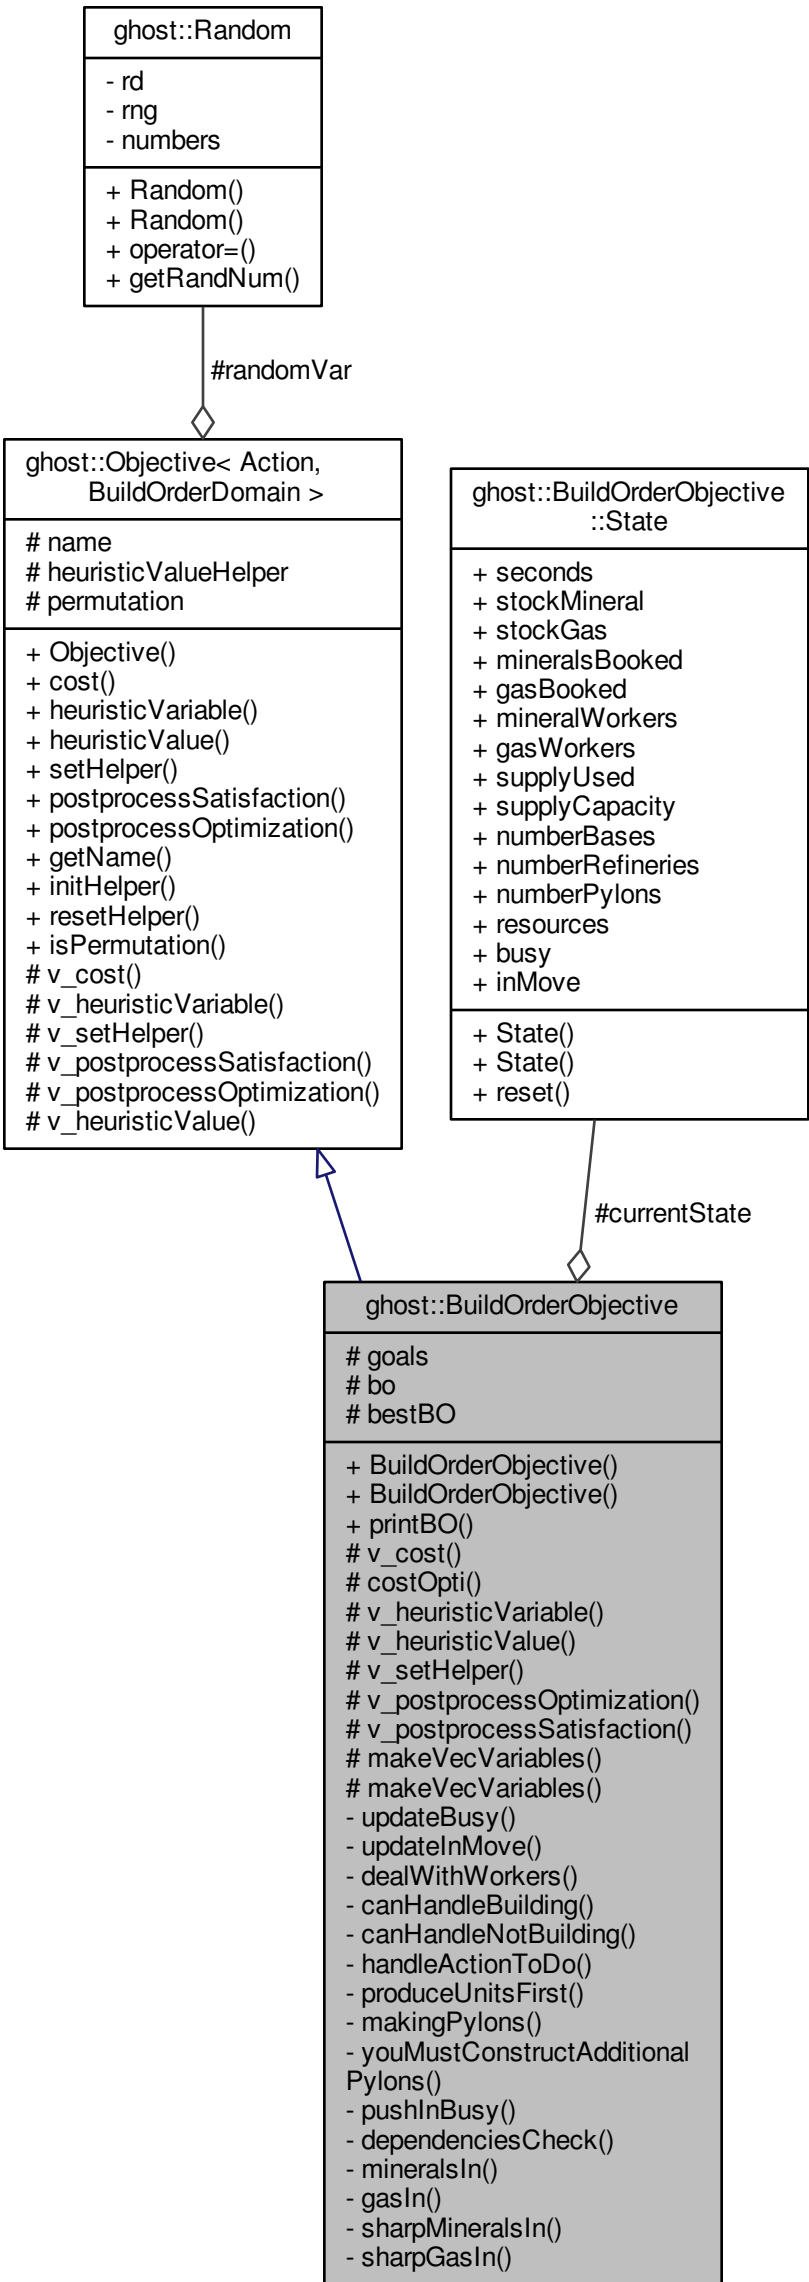 ghost::Random
- rd
- rng
- numbers
+ Random()
+ Random()
+ operator=()
+ getRandNum()
#randomVar
ghost::Objective< Action,
BuildOrderDomain >
# name
# heuristicValueHelper
# permutation
+ Objective()
+ cost()
+ heuristicVariable()
+ heuristicValue()
+ setHelper()
+ postprocessSatisfaction()
+ postprocessOptimization()
+ getName()
+ initHelper()
+ resetHelper()
+ isPermutation()
# v_cost()
# v_heuristicVariable()
# v_setHelper()
# v_postprocessSatisfaction()
# v_postprocessOptimization()
# v_heuristicValue()
ghost::BuildOrderObjective
::State
+ seconds
+ stockMineral
+ stockGas
+ mineralsBooked
+ gasBooked
+ mineralWorkers
+ gasWorkers
+ supplyUsed
+ supplyCapacity
+ numberBases
+ numberRefineries
+ numberPylons
+ resources
+ busy
+ inMove
+ State()
+ State()
+ reset()
#currentState
ghost::BuildOrderObjective
# goals
# bo
# bestBO
+ BuildOrderObjective()
+ BuildOrderObjective()
+ printBO()
# v_cost()
# costOpti()
# v_heuristicVariable()
# v_heuristicValue()
# v_setHelper()
# v_postprocessOptimization()
# v_postprocessSatisfaction()
# makeVecVariables()
# makeVecVariables()
- updateBusy()
- updateInMove()
- dealWithWorkers()
- canHandleBuilding()
- canHandleNotBuilding()
- handleActionToDo()
- produceUnitsFirst()
- makingPylons()
- youMustConstructAdditional
Pylons()
- pushInBusy()
- dependenciesCheck()
- mineralsIn()
- gasIn()
- sharpMineralsIn()
- sharpGasIn()